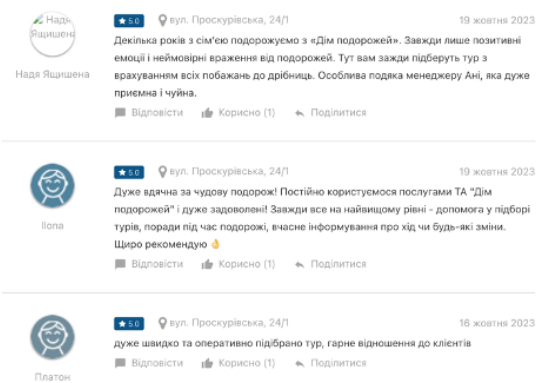 Надя Ящишена
★ 5.0 вул. Проскурівська, 24/1 19 жовтня 2023
Декілька років з сім'єю подорожуємо з «Дім подорожей». Завжди лише позитивні
емоції і неймовірні враження від подорожей. Тут вам зажди підберуть тур з
врахуванням всіх побажань до дрібниць. Особлива подяка менеджеру Ані, яка дуже
приємна і чуйна.
Надя Ящишена
Відповісти Корисно (1) Поділитися
★ 5.0 вул. Проскурівська, 24/1 19 жовтня 2023
Дуже вдячна за чудову подорож! Постійно користуємося послугами ТА "Дім
подорожей" і дуже задоволені! Завжди все на найвищому рівні - допомога у підборі
турів, поради під час подорожі, вчасне інформування про хід чи будь-які зміни.
Щиро рекомендую 👌
Ilona
Відповісти Корисно (1) Поділитися
★ 5.0 вул. Проскурівська, 24/1 16 жовтня 2023
дуже швидко та оперативно підібрано тур, гарне відношення до клієнтів
Відповісти Корисно (1) Поділитися
Платон